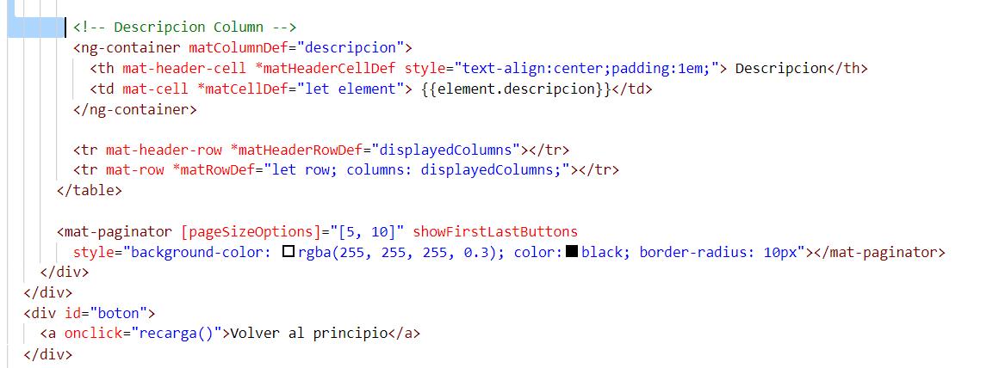 <!-- Descripcion Column -->
<ng-container matColumnDef="descripcion">
<th mat-header-cell *matHeaderCellDef style="text-align:center;padding:1em;"> Descripcion</th>
<td mat-cell *matCellDef="let element"> {{element.descripcion}}</td>
</ng-container>
<tr mat-header-row *matHeaderRowDef="displayedColumns"></tr>
<tr mat-row *matRowDef="let row; columns: displayedColumns;"></tr>
</table>
<mat-paginator [pageSizeOptions]="[5, 10]" showFirstLastButtons
style="background-color: rgba(255, 255, 255, 0.3); color:black; border-radius: 10px"></mat-paginator>
</div>
</div>
<div id="boton">
<a onclick="recarga()">Volver al principio</a>
</div>